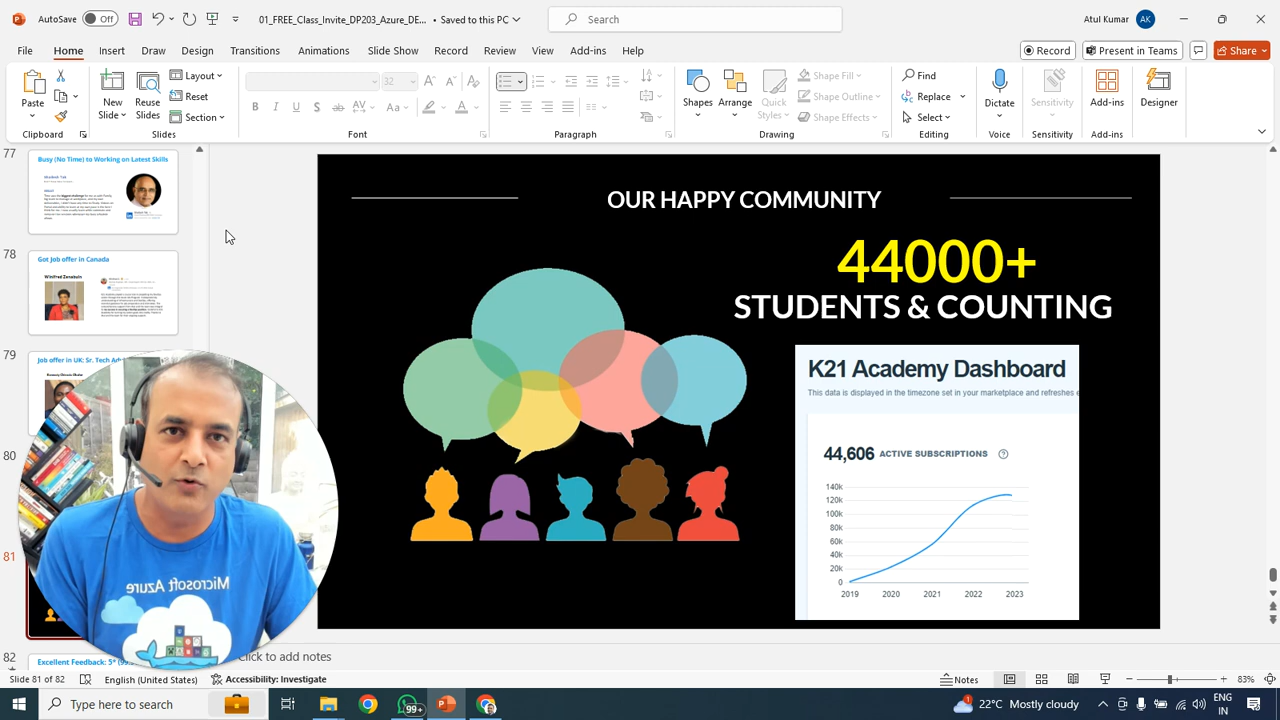 AutoSave Off
01_FREE_Class_Invite_DP203_Azure_DE... • Saved to this PC
Search
Atul Kumar AK
File Home Insert Draw Design Transitions Animations Slide Show Record Review View Add-ins Help
Record Present in Teams Share
Paste
New Slide
Reuse Slides
Layout
Reset
Section
32
Aa
Shapes
Arrange
Quick Styles
Shape Fill
Shape Outline
Shape Effects
Find
Replace
Select
Dictate
Sensitivity
Add-ins
Designer
Clipboard Slides Font Paragraph Drawing Editing Voice Sensitivity Add-ins
77
Busy (No Time) to Working on Latest Skills
78
Got Job offer in Canada
79
Job offer in UK: Sr. Tech
80
81
82
Excellent Feedback: 5*
OUR HAPPY COMMUNITY
44000+
STUDENTS & COUNTING
K21 Academy Dashboard
This data is displayed in the timezone set in your marketplace and refreshes
44,606 ACTIVE SUBSCRIPTIONS
140k
120k
100k
80k
60k
40k
20k
0
2019 2020 2021 2022 2023
Microsoft Azure
Click to add notes
Slide 81 of 82
English (United States)
Accessibility: Investigate
Notes
83%
Type here to search
99+
22°C Mostly cloudy
ENG
IN